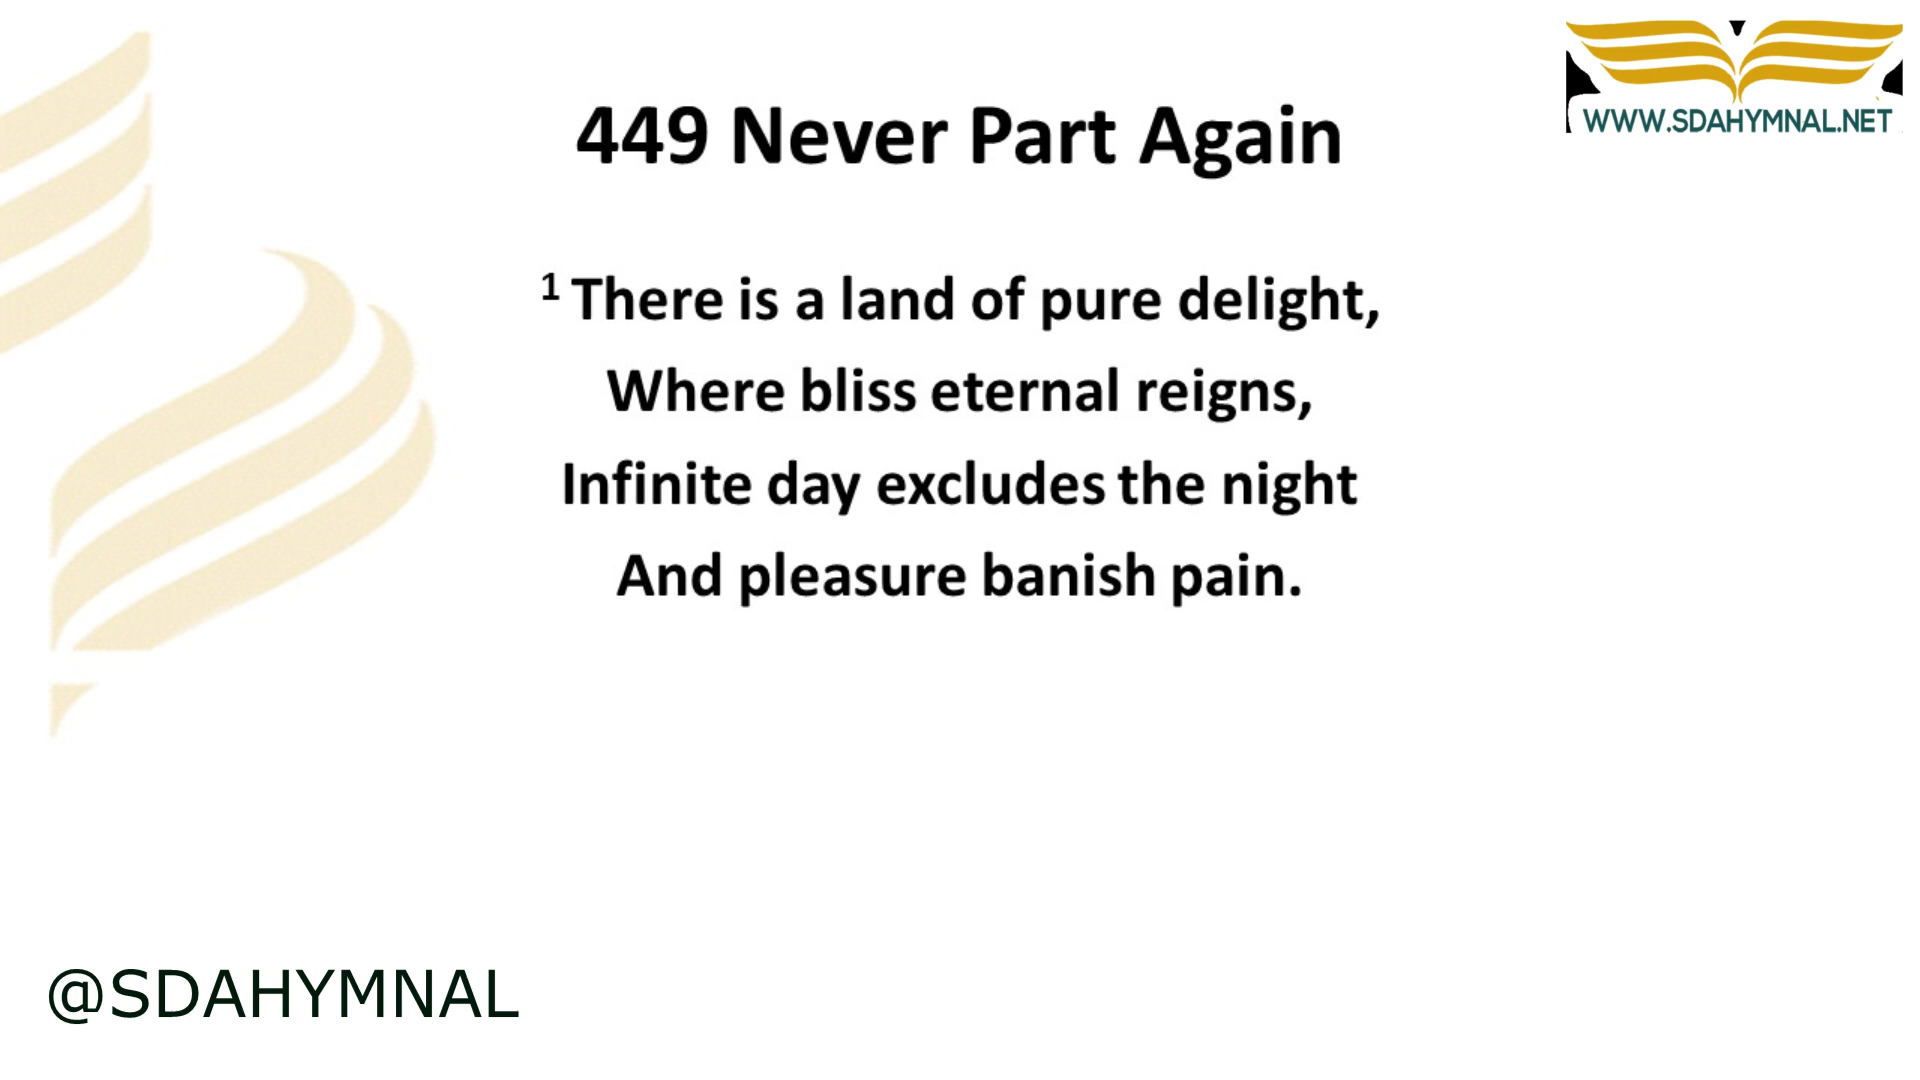 WWW.SDAHYMNAL.NET
449 Never Part Again
1 There is a land of pure delight,
Where bliss eternal reigns,
Infinite day excludes the night
And pleasure banish pain.
@SDAHYMNAL